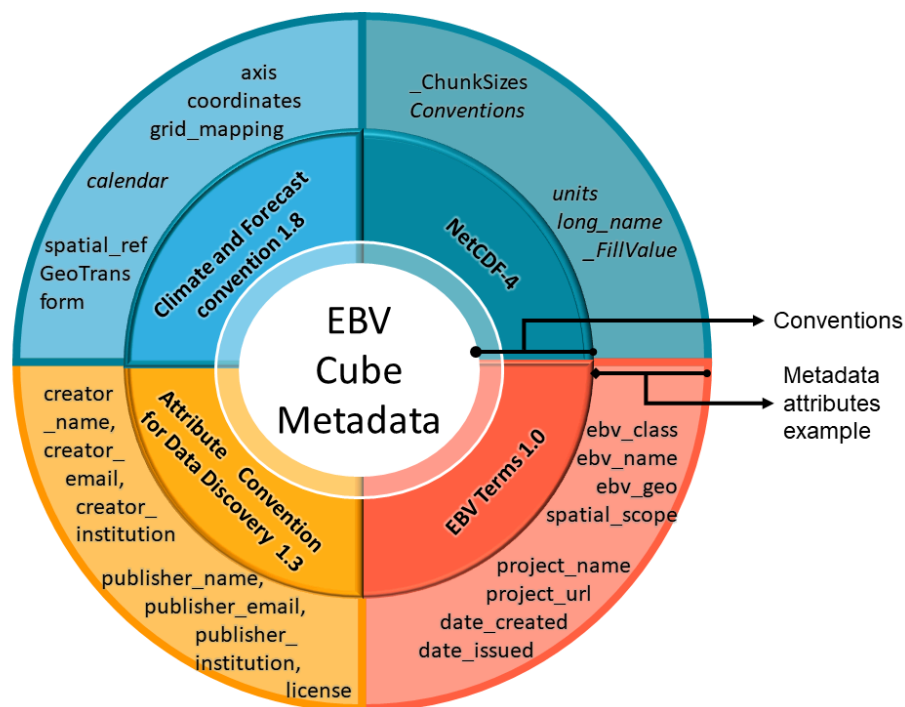 axis
coordinates
grid_mapping
calendar
spatial_ref
GeoTrans
form
Climate and Forecast
convention 1.8
_ChunkSizes
Conventions
units
long_name
_FillValue
NetCDF-4
EBV
Cube
Metadata
Conventions
Metadata
attributes
example
creator
_name,
creator_
email,
creator_
institution
publisher_name,
publisher_email,
publisher_
institution,
license
Attribute Convention
for Data Discovery 1.3
EBV Terms 1.0
ebv_class
ebv_name
ebv_geo
spatial_scope
project_name
project_url
date_created
date_issued